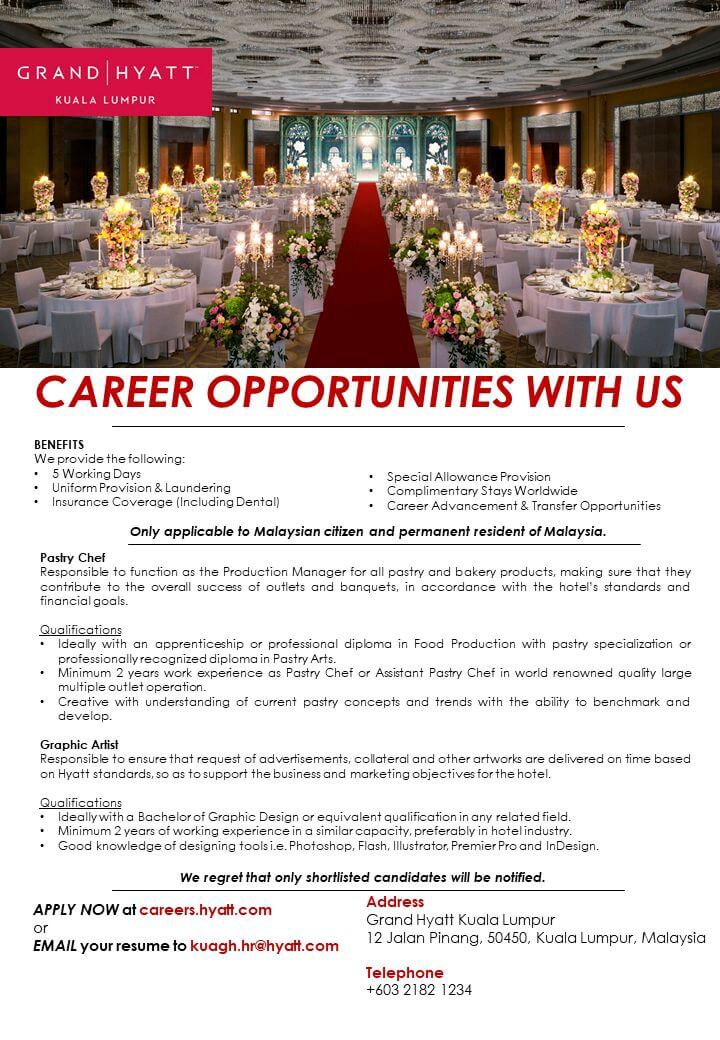 GRAND | HYATT™
KUALA LUMPUR
CAREER OPPORTUNITIES WITH US
BENEFITS
We provide the following:
• 5 Working Days
• Uniform Provision & Laundering
• Insurance Coverage (Including Dental)
• Special Allowance Provision
• Complimentary Stays Worldwide
• Career Advancement & Transfer Opportunities
Only applicable to Malaysian citizen and permanent resident of Malaysia.
Pastry Chef
Responsible to function as the Production Manager for all pastry and bakery products, making sure that they
contribute to the overall success of outlets and banquets, in accordance with the hotel's standards and
financial goals.
Qualifications
• Ideally with an apprenticeship or professional diploma in Food Production with pastry specialization or
professionally recognized diploma in Pastry Arts.
• Minimum 2 years work experience as Pastry Chef or Assistant Pastry Chef in world renowned quality large
multiple outlet operation.
• Creative with understanding of current pastry concepts and trends with the ability to benchmark and
develop.
Graphic Artist
Responsible to ensure that request of advertisements, collateral and other artworks are delivered on time based
on Hyatt standards, so as to support the business and marketing objectives for the hotel.
Qualifications
• Ideally with a Bachelor of Graphic Design or equivalent qualification in any related field.
• Minimum 2 years of working experience in a similar capacity, preferably in hotel industry.
• Good knowledge of designing tools i.e. Photoshop, Flash, Illustrator, Premier Pro and InDesign.
We regret that only shortlisted candidates will be notified.
APPLY NOW at careers.hyatt.com
or
EMAIL your resume to kuagh.hr@hyatt.com
Address
Grand Hyatt Kuala Lumpur
12 Jalan Pinang, 50450, Kuala Lumpur, Malaysia
Telephone
+603 2182 1234